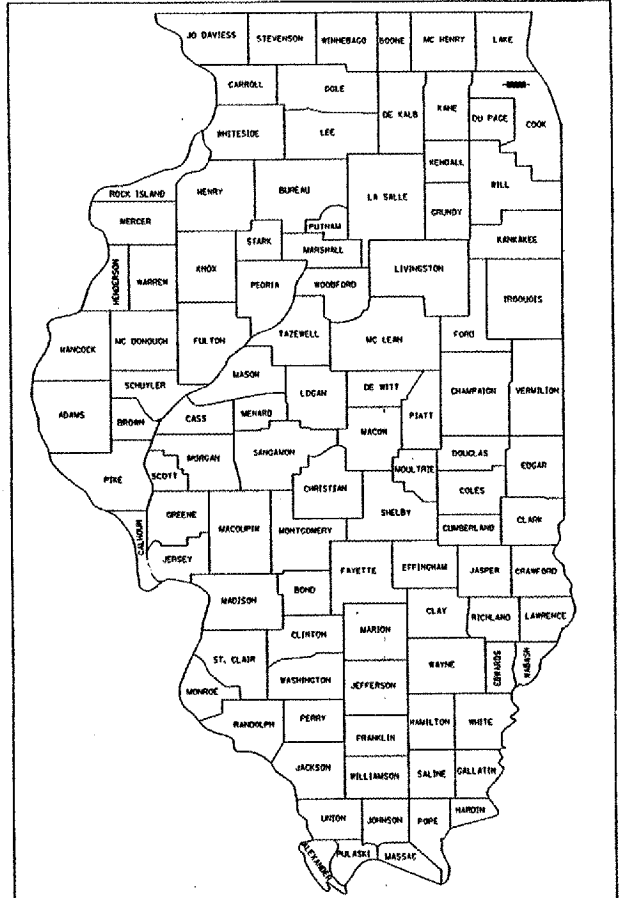 JO DAVIESS STEVENSON WINNEBAGO BOONE MC HENRY LAKE
CARROLL OGLE DE KALB KANE DU PAGE COOK
WHITESIDE LEE KENDALL WILL
ROCK ISLAND HENRY BUREAU LA SALLE GRUNDY
MERCER STARK PUTNAM MARSHALL KANKAKEE
HENDERSON WARREN KNOX PEORIA WOODFORD LIVINGSTON IROQUOIS
HANCOCK MC DONOUGH FULTON TAZEWELL MC LEAN FORD
SCHUYLER MASON LOGAN DE WITT CHAMPAIGN VERMILION
ADAMS BROWN CASS MENARD MACON PIATT
PIKE SCOTT MORGAN SANGAMON CHRISTIAN MOULTRIE DOUGLAS EDGAR
COLES
CALHOUN GREENE MACOUPIN MONTGOMERY SHELBY CUMBERLAND CLARK
JERSEY FAYETTE EFFINGHAM JASPER CRAWFORD
MADISON BOND CLAY RICHLAND LAWRENCE
CLINTON MARION
ST. CLAIR WASHINGTON JEFFERSON WAYNE EDWARDS WABASH
MONROE RANDOLPH PERRY FRANKLIN HAMILTON WHITE
JACKSON WILLIAMSON SALINE GALLATIN
UNION JOHNSON POPE HARDIN
ALEXANDER PULASKI MASSAC